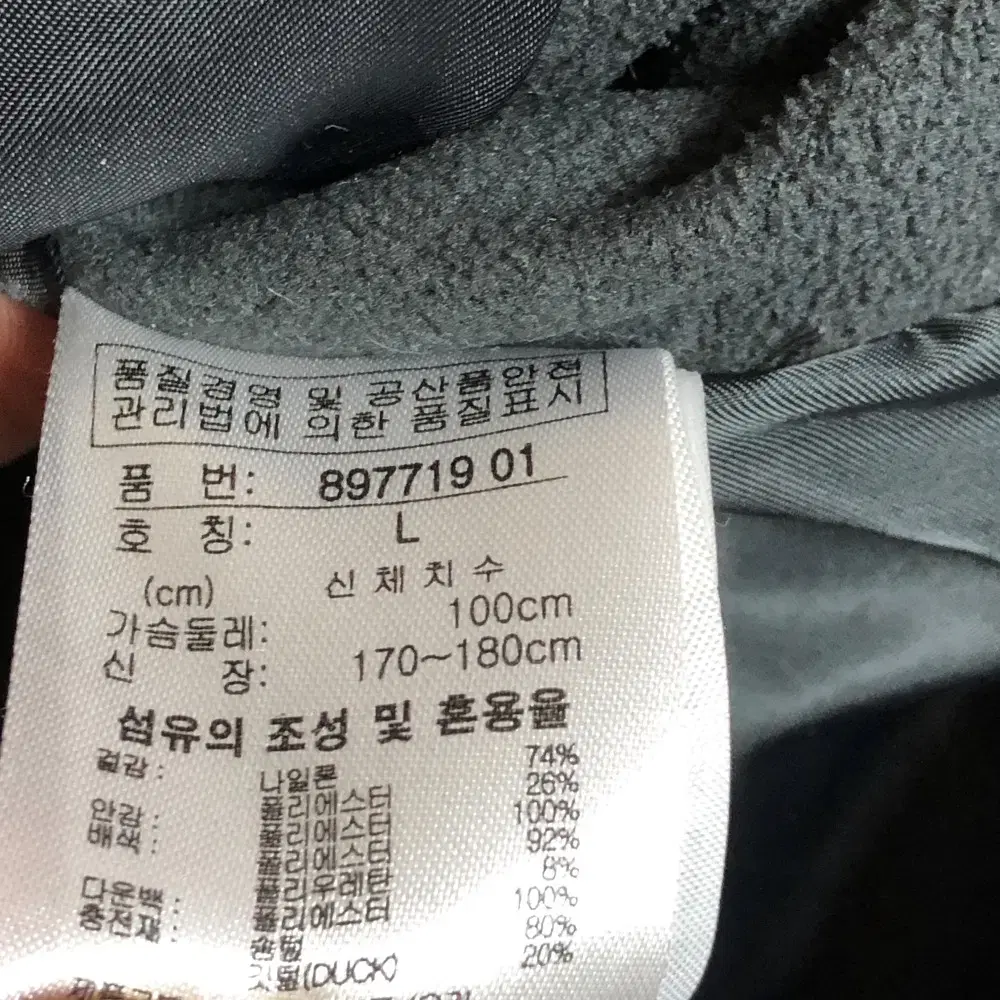 품질경영 및 공산품안전
관리법에 의한 품질표시
품 번: 897719 01
호 칭: L
(cm) 신체치수
가슴둘레: 100cm
신 장: 170~180cm
섬유의 조성 및 혼용율
겉감: 나일론 74%
폴리에스터 26%
안감: 폴리에스터 100%
배색: 폴리에스터 92%
폴리우레탄 8%
다운백: 폴리에스터 100%
충전재: 솜털 80%
깃털(DUCK) 20%